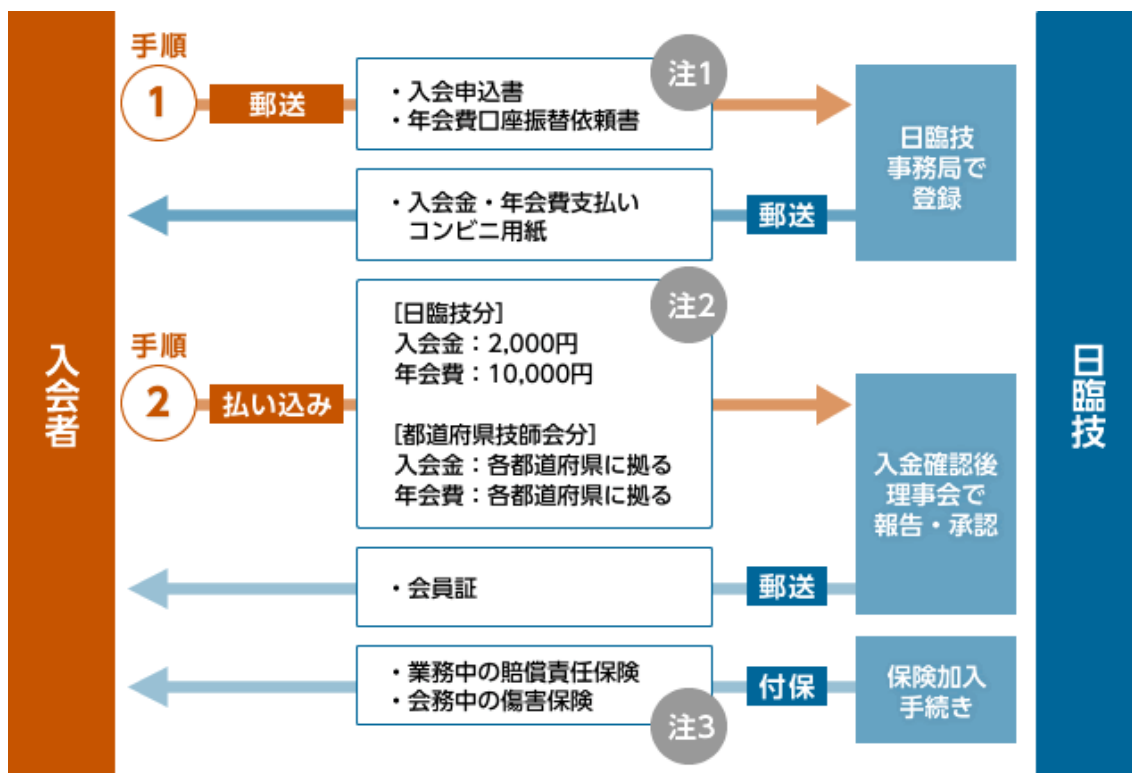 入会者
手順
1
郵送
・入会申込書
・年会費口座振替依頼書
注1
日臨技
事務局で
登録
・入会金・年会費支払い
コンビニ用紙
郵送
手順
2
払い込み
[日臨技分]
入会金：2,000円
年会費：10,000円
[都道府県技師会分]
入会金：各都道府県に拠る
年会費：各都道府県に拠る
注2
入金確認後
理事会で
報告・承認
・会員証
郵送
・業務中の賠償責任保険
・会務中の傷害保険
注3
付保
保険加入
手続き
日臨技